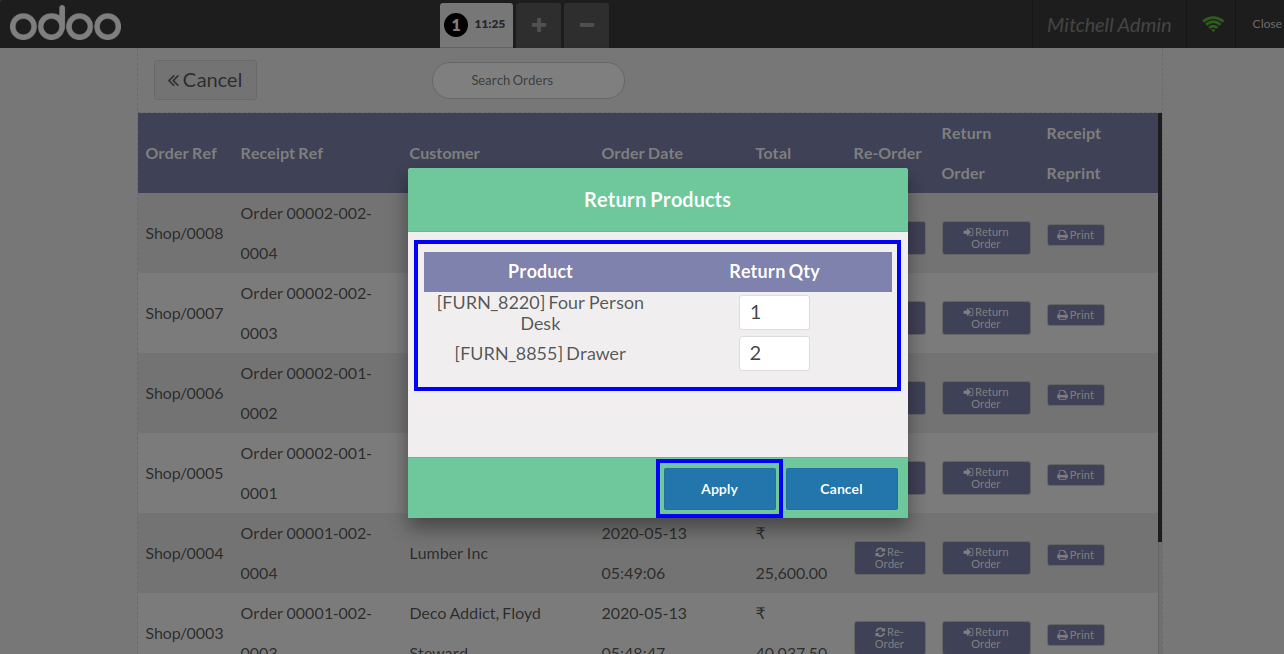 odoo
1 11:25
Mitchell Admin
Close
Cancel
Search Orders
Order Ref
Receipt Ref
Customer
Order Date
Total
Re-Order
Return
Order
Receipt
Reprint
Return Products
Product
Return Qty
[FURN_8220] Four Person
Desk
1
[FURN_8855] Drawer
2
Apply
Cancel
Shop/0008
Order 00002-002-
0004
Return
Order
Print
Shop/0007
Order 00002-002-
0003
Return
Order
Print
Shop/0006
Order 00002-001-
0002
Return
Order
Print
Shop/0005
Order 00002-001-
0001
Return
Order
Print
Shop/0004
Order 00001-002-
0004
Lumber Inc
2020-05-13
05:49:06
₹
25,600.00
Re-
Order
Return
Order
Print
Shop/0003
Order 00001-002-
0003
Deco Addict, Floyd
Steward
2020-05-13
05:48:47
₹
40,037.50
Re-
Order
Return
Order
Print